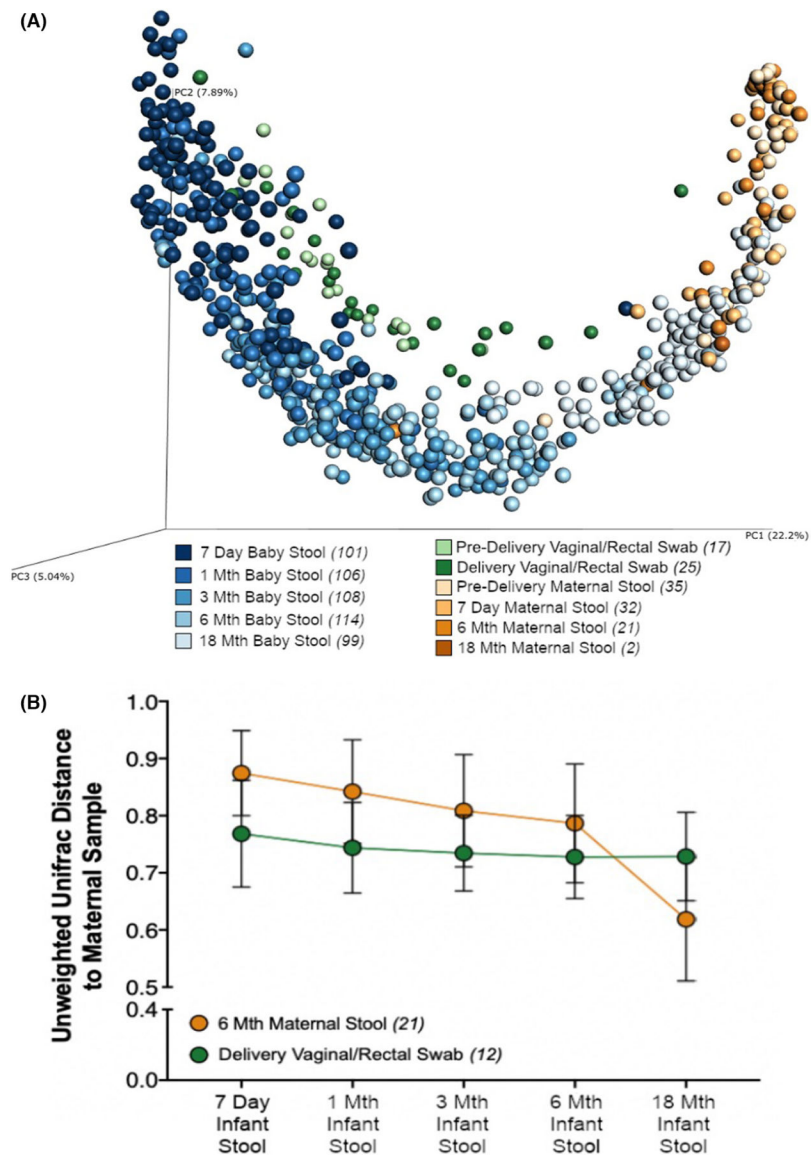 (A)
PC2 (7.89%)
PC1 (22.2%)
PC3 (5.04%)
7 Day Baby Stool (101)
1 Mth Baby Stool (106)
3 Mth Baby Stool (108)
6 Mth Baby Stool (114)
18 Mth Baby Stool (99)
Pre-Delivery Vaginal/Rectal Swab (17)
Delivery Vaginal/Rectal Swab (25)
Pre-Delivery Maternal Stool (35)
7 Day Maternal Stool (32)
6 Mth Maternal Stool (21)
18 Mth Maternal Stool (2)
(B)
Unweighted Unifrac Distance
to Maternal Sample
1.0
0.9
0.8
0.7
0.6
0.5
0.4
0.0
6 Mth Maternal Stool (21)
Delivery Vaginal/Rectal Swab (12)
7 Day
Infant
Stool
1 Mth
Infant
Stool
3 Mth
Infant
Stool
6 Mth
Infant
Stool
18 Mth
Infant
Stool